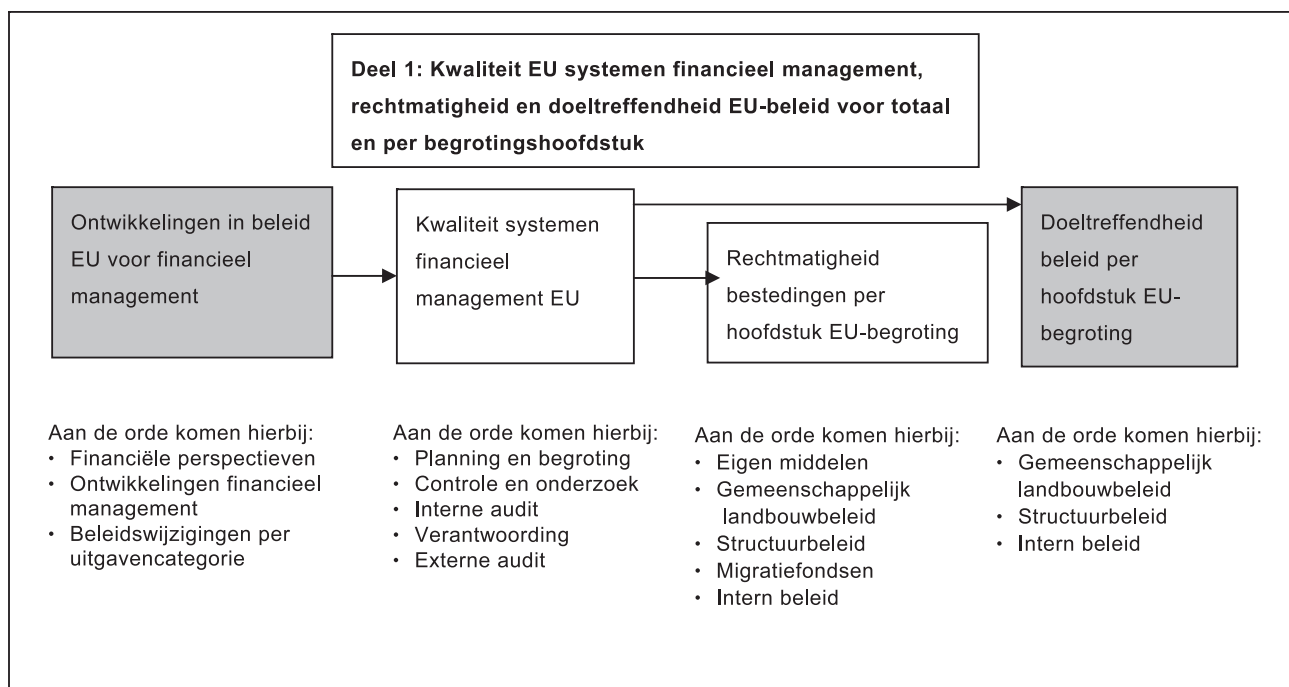 Deel 1: Kwaliteit EU systemen financieel management,
rechtmatigheid en doeltreffendheid EU-beleid voor totaal
en per begrotingshoofdstuk
Ontwikkelingen in beleid
EU voor financieel
management
Kwaliteit systemen
financieel
management EU
Rechtmatigheid
bestedingen per
hoofdstuk EU-begroting
Doeltreffendheid
beleid per
hoofdstuk EU-
begroting
Aan de orde komen hierbij:
• Financiële perspectieven
• Ontwikkelingen financieel
management
• Beleidswijzigingen per
uitgavencategorie
Aan de orde komen hierbij:
• Planning en begroting
• Controle en onderzoek
• Interne audit
• Verantwoording
• Externe audit
Aan de orde komen hierbij:
• Eigen middelen
• Gemeenschappelijk
landbouwbeleid
• Structuurbeleid
• Migratiefondsen
• Intern beleid
Aan de orde komen hierbij:
• Gemeenschappelijk
landbouwbeleid
• Structuurbeleid
• Intern beleid